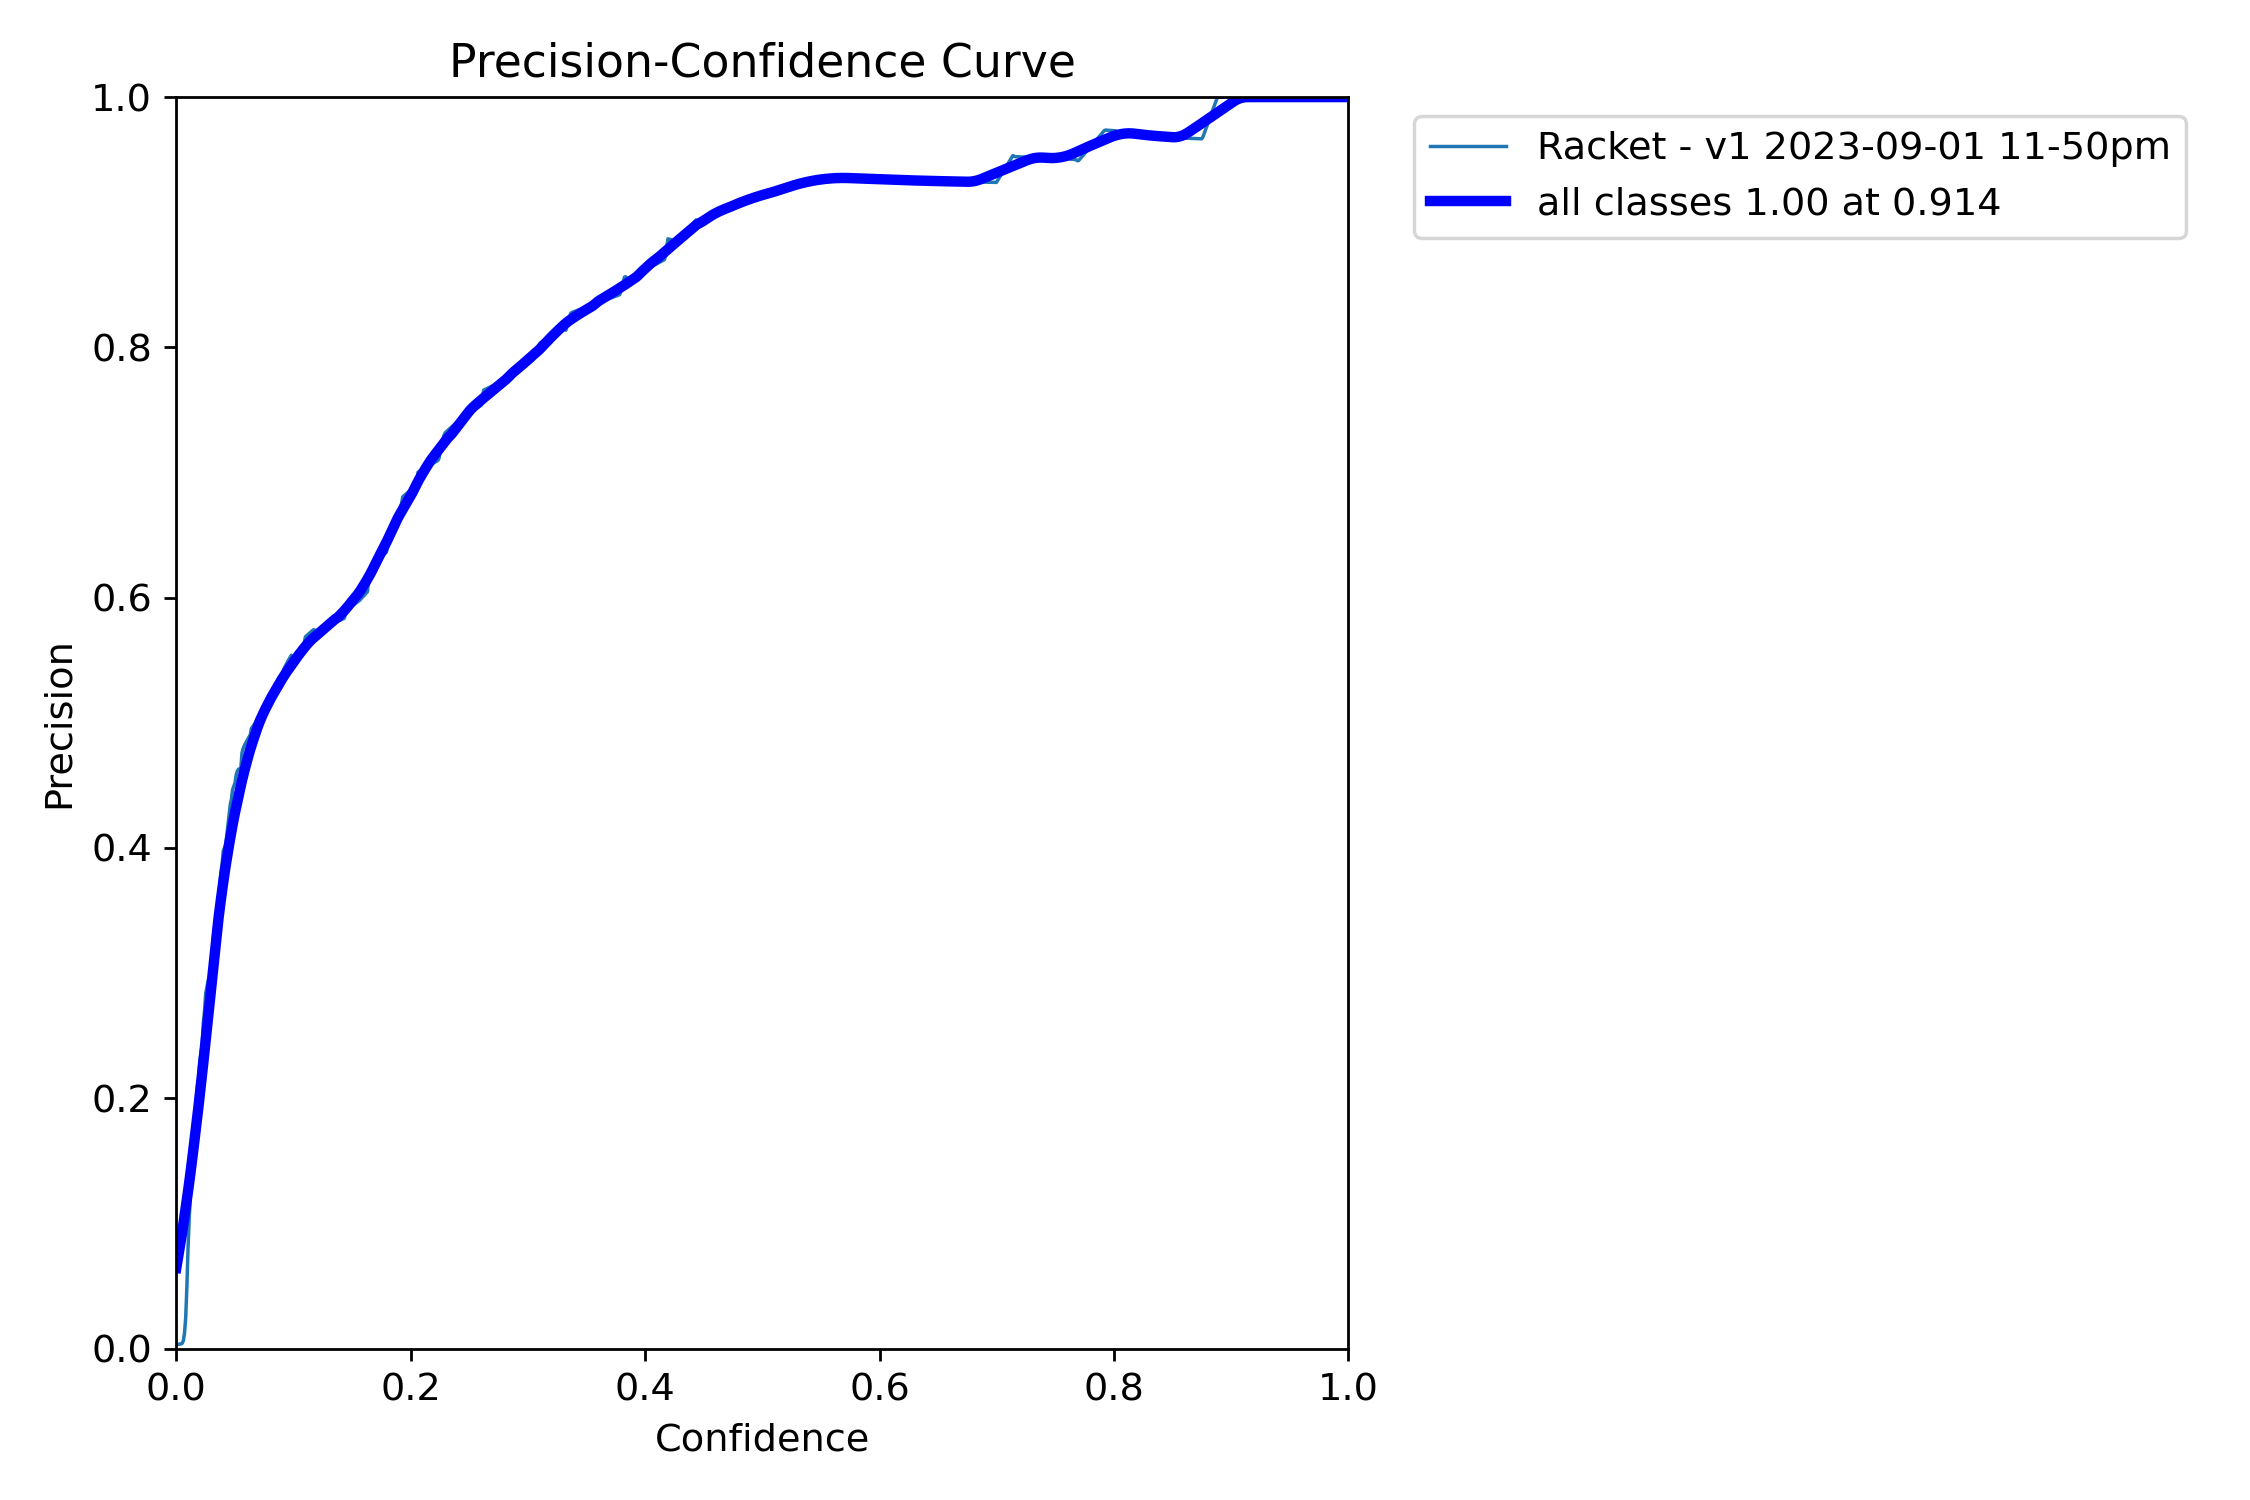 Precision-Confidence Curve
Racket - v1 2023-09-01 11-50pm
all classes 1.00 at 0.914
Precision
1.0
0.8
0.6
0.4
0.2
0.0
0.0 0.2 0.4 0.6 0.8 1.0
Confidence